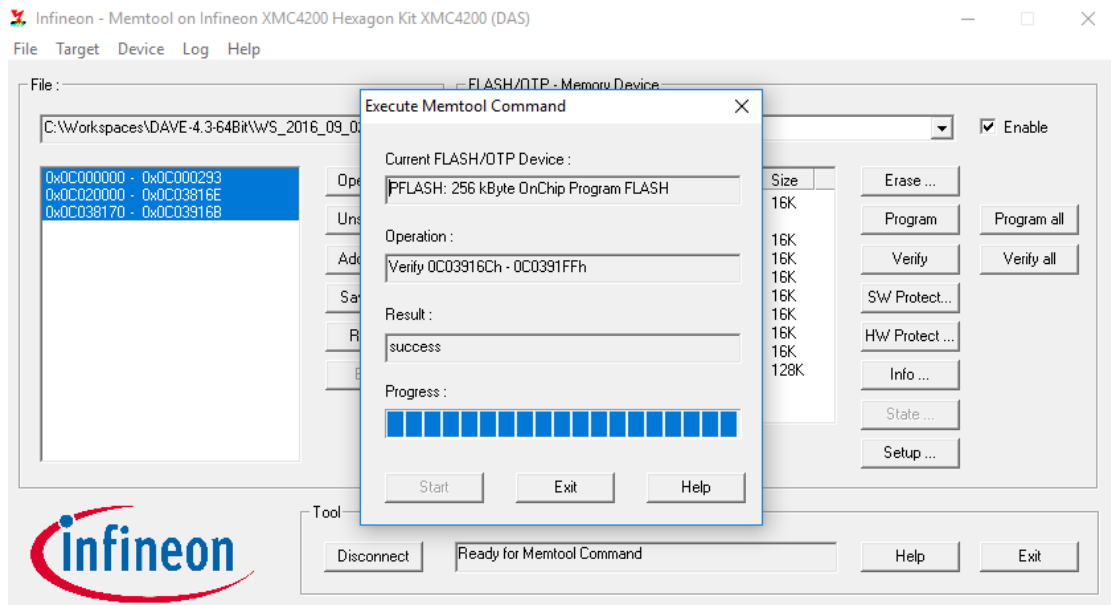 Infineon - Memtool on Infineon XMC4200 Hexagon Kit XMC4200 (DAS)
File Target Device Log Help
File :
FLASH/OTP - Memory Device
C:\Workspaces\DAVE-4.3-64Bit\WS_2016_09_0
Enable
0x0C000000 - 0x0C000293
0x0C020000 - 0x0C03816E
0x0C038170 - 0x0C03916B
Ope
Uns
Add
Sa
R
Execute Memtool Command
Current FLASH/OTP Device :
PFLASH: 256 kByte OnChip Program FLASH
Operation :
Verify 0C03916Ch - 0C0391FFh
Result :
success
Progress :
Start Exit Help
Size
16K
16K
16K
16K
16K
16K
16K
16K
128K
Erase ...
Program Program all
Verify Verify all
SW Protect...
HW Protect ...
Info ...
State ...
Setup ...
infineon
Tool
Disconnect Ready for Memtool Command Help Exit